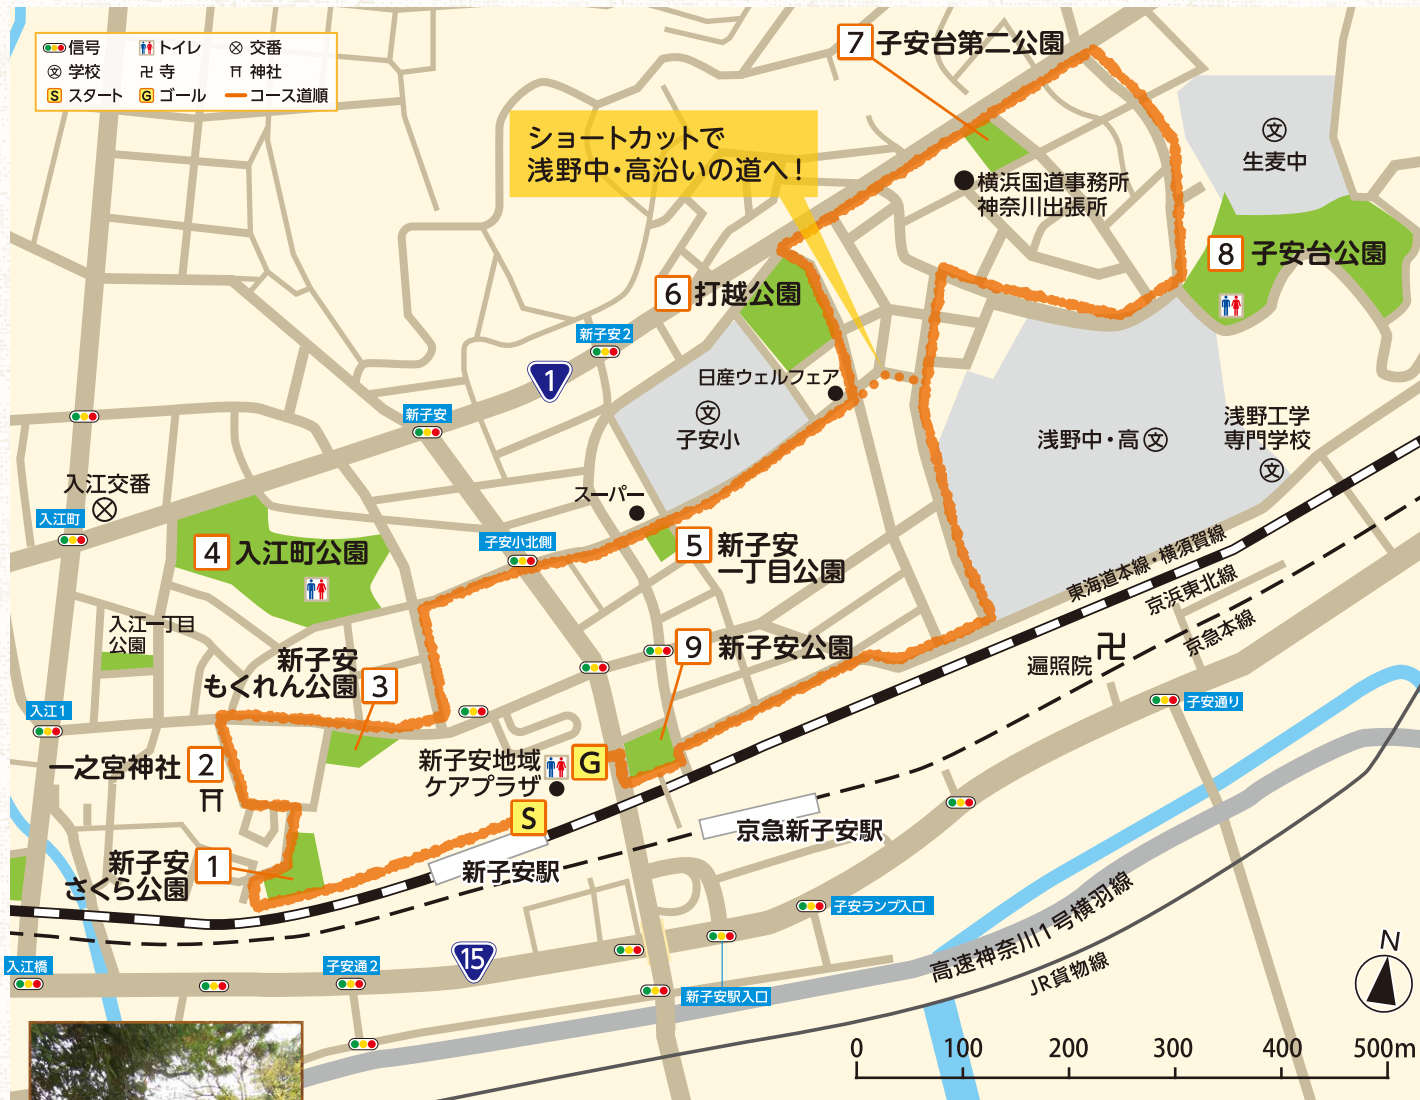 信号
トイレ
交番
学校
寺
神社
S スタート
G ゴール
コース道順
ショートカットで
浅野中・高沿いの道へ！
7 子安台第二公園
横浜国道事務所
神奈川出張所
文
生麦中
8 子安台公園
6 打越公園
新子安2
1
日産ウェルフェア
新子安
文
子安小
浅野中・高 文
浅野工学
専門学校
文
入江交番
入江町
スーパー
4 入江町公園
子安小北側
5 新子安
一丁目公園
東海道本線・横須賀線
京浜東北線
京急本線
入江一丁目
公園
新子安
もくれん公園 3
9 新子安公園
遍照院
子安通り
入江1
一之宮神社 2
新子安地域
ケアプラザ
G
S
京急新子安駅
新子安駅
新子安
さくら公園 1
子安ランプ入口
15
入江橋
子安通2
新子安駅入口
高速神奈川1号横羽線
JR貨物線
N
0 100 200 300 400 500m